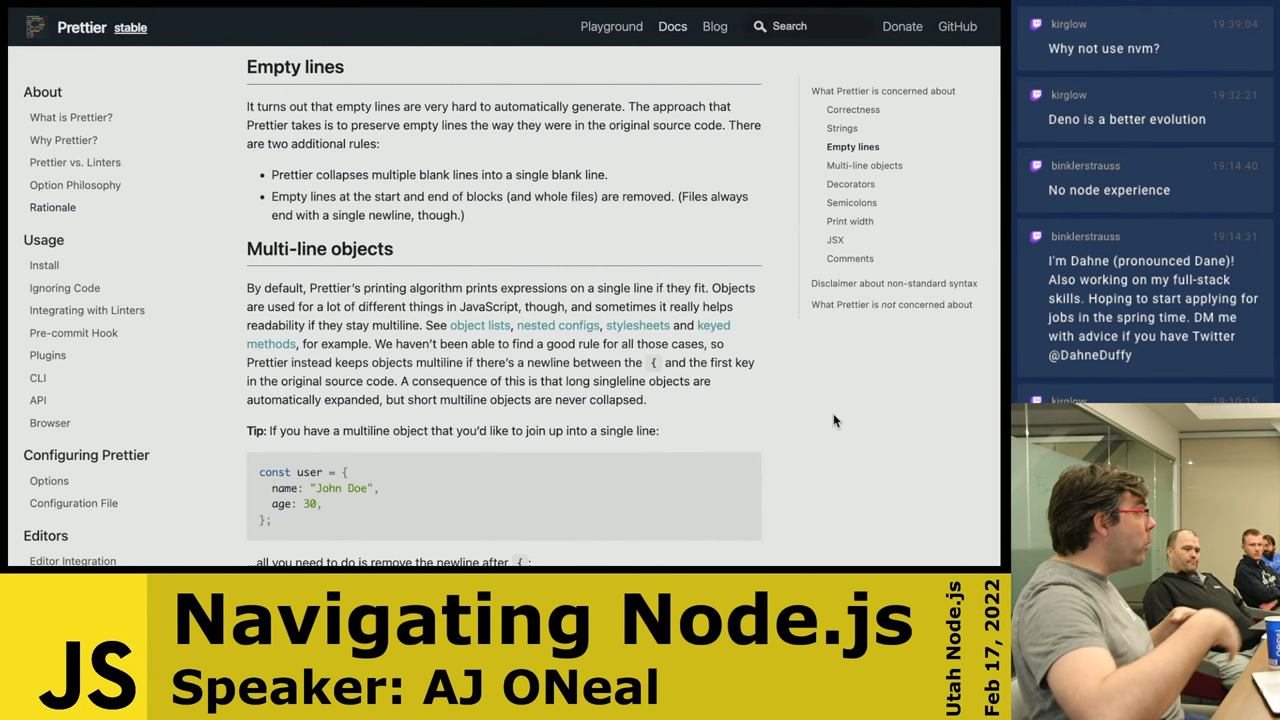 Prettier stable
Playground Docs Blog Search Donate GitHub
About
What is Prettier?
Why Prettier?
Prettier vs. Linters
Option Philosophy
Rationale
Usage
Install
Ignoring Code
Integrating with Linters
Pre-commit Hook
Plugins
CLI
API
Browser
Configuring Prettier
Options
Configuration File
Editors
Editor Integration
Empty lines
It turns out that empty lines are very hard to automatically generate. The approach that
Prettier takes is to preserve empty lines the way they were in the original source code. There
are two additional rules:
• Prettier collapses multiple blank lines into a single blank line.
• Empty lines at the start and end of blocks (and whole files) are removed. (Files always
end with a single newline, though.)
Multi-line objects
By default, Prettier’s printing algorithm prints expressions on a single line if they fit. Objects
are used for a lot of different things in JavaScript, though, and sometimes it really helps
readability if they stay multiline. See object lists, nested configs, stylesheets and keyed
methods, for example. We haven’t been able to find a good rule for all those cases, so
Prettier instead keeps objects multiline if there’s a newline between the { and the first key
in the original source code. A consequence of this is that long singleline objects are
automatically expanded, but short multiline objects are never collapsed.
Tip: If you have a multiline object that you’d like to join up into a single line:
const user = {
name: "John Doe",
age: 30,
};
...all you need to do is remove the newline after {:
What Prettier is concerned about
Correctness
Strings
Empty lines
Multi-line objects
Decorators
Semicolons
Print width
JSX
Comments
Disclaimer about non-standard syntax
What Prettier is not concerned about
kirglow 19:39:04
Why not use nvm?
kirglow 19:32:21
Deno is a better evolution
binklerstrauss 19:14:40
No node experience
binklerstrauss 19:14:31
I'm Dahne (pronounced Dane)!
Also working on my full-stack
skills. Hoping to start applying for
jobs in the spring time. DM me
with advice if you have Twitter
@DahneDuffy
kirglow 19:10:15
JS
Navigating Node.js
Speaker: AJ ONeal
Utah Node.js
Feb 17, 2022